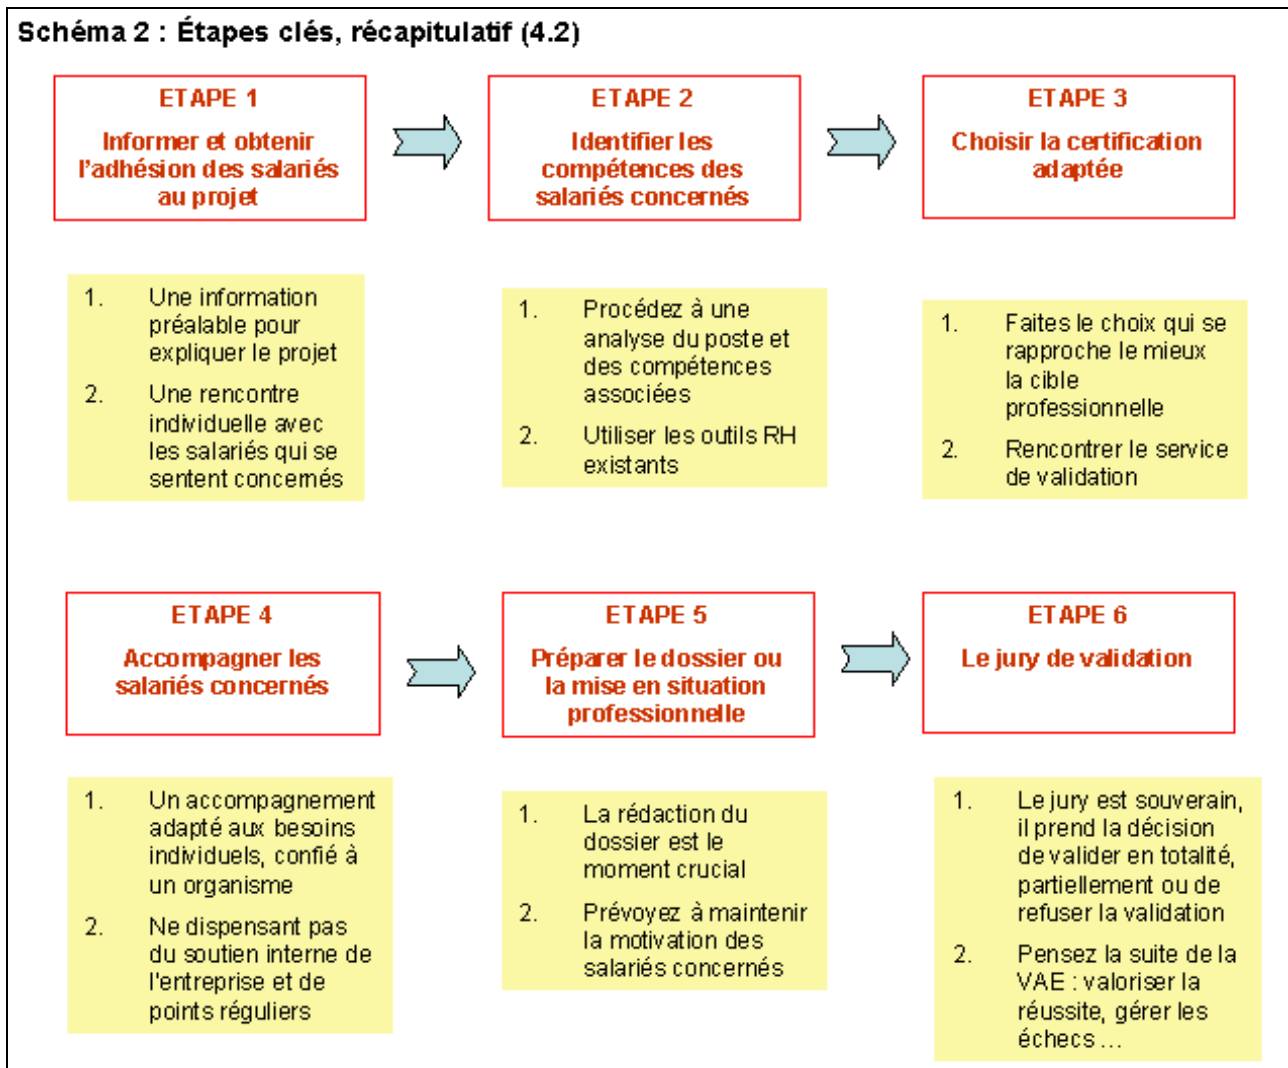 Schéma 2 : Étapes clés, récapitulatif (4.2)
ETAPE 1
Informer et obtenir
l'adhésion des salariés
au projet
ETAPE 2
Identifier les
compétences des
salariés concernés
ETAPE 3
Choisir la certification
adaptée
1. Une information
préalable pour
expliquer le projet
2. Une rencontre
individuelle avec
les salariés qui se
sentent concernés
1. Procédez à une
analyse du poste et
des compétences
associées
2. Utiliser les outils RH
existants
1. Faites le choix qui se
rapproche le mieux
la cible
professionnelle
2. Rencontrer le service
de validation
ETAPE 4
Accompagner les
salariés concernés
ETAPE 5
Préparer le dossier ou
la mise en situation
professionnelle
ETAPE 6
Le jury de validation
1. Un accompagnement
adapté aux besoins
individuels, confié à
un organisme
2. Ne dispensant pas
du soutien interne de
l'entreprise et de
points réguliers
1. La rédaction du
dossier est le
moment crucial
2. Prévoyez à maintenir
la motivation des
salariés concernés
1. Le jury est souverain,
il prend la décision
de valider en totalité,
partiellement ou de
refuser la validation
2. Pensez la suite de la
VAE : valoriser la
réussite, gérer les
échecs ...